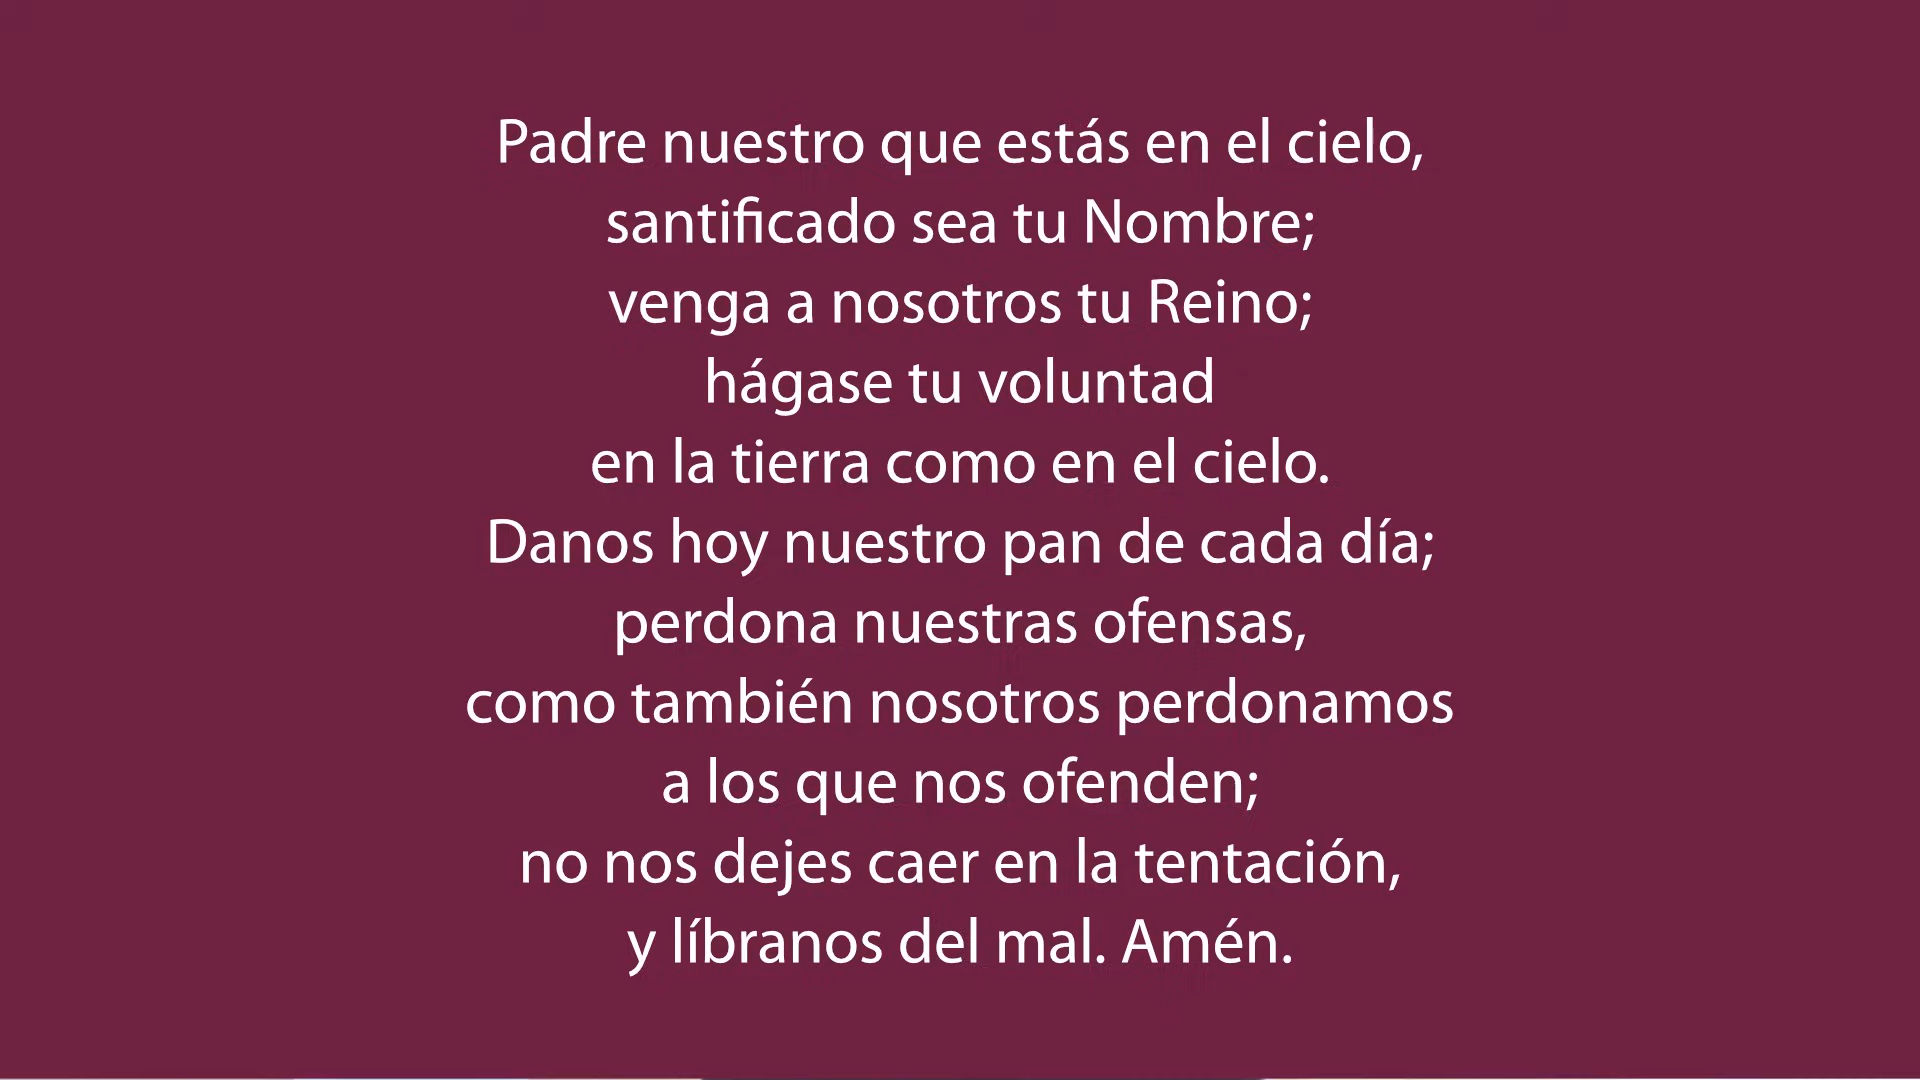 Padre nuestro que estás en el cielo,
santificado sea tu Nombre;
venga a nosotros tu Reino;
hágase tu voluntad
en la tierra como en el cielo.
Danos hoy nuestro pan de cada día;
perdona nuestras ofensas,
como también nosotros perdonamos
a los que nos ofenden;
no nos dejes caer en la tentación,
y líbranos del mal. Amén.